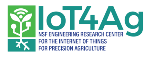 IoT4Ag
NSF ENGINEERING RESEARCH CENTER
FOR THE INTERNET OF THINGS
FOR PRECISION AGRICULTURE